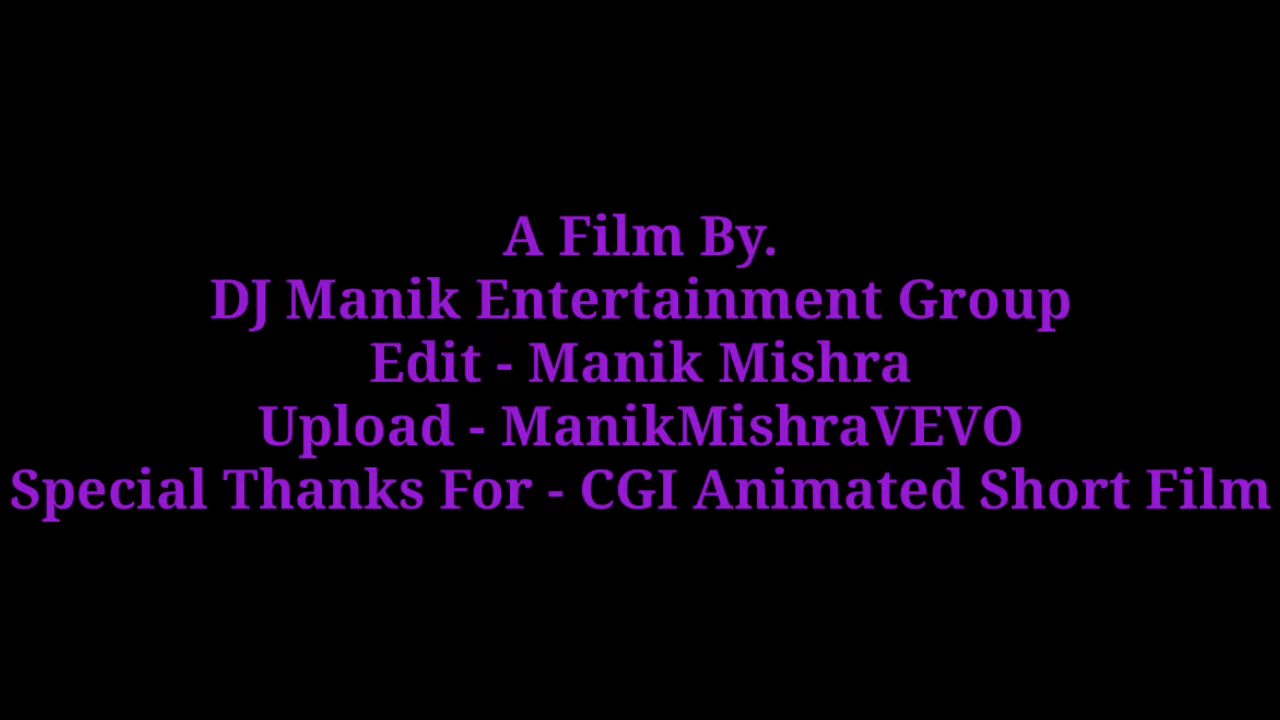 A Film By.
DJ Manik Entertainment Group
Edit - Manik Mishra
Upload - ManikMishraVEVO
Special Thanks For - CGI Animated Short Film